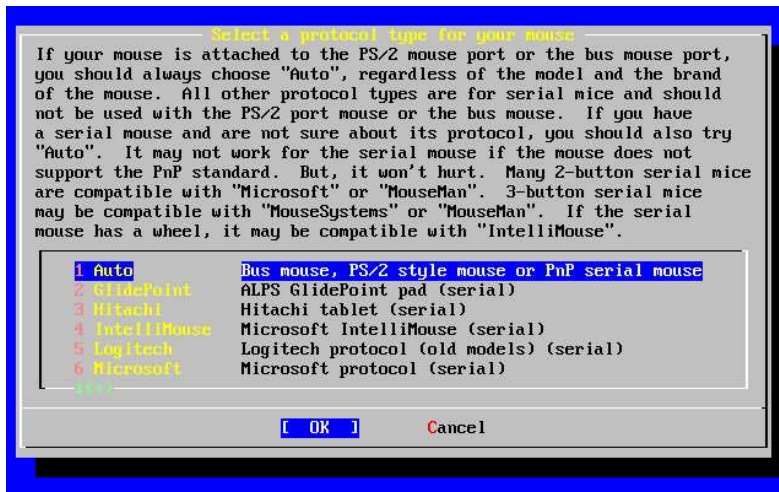 Select a protocol type for your mouse
If your mouse is attached to the PS/2 mouse port or the bus mouse port,
you should always choose "Auto", regardless of the model and the brand
of the mouse.  All other protocol types are for serial mice and should
not be used with the PS/2 port mouse or the bus mouse.  If you have
a serial mouse and are not sure about its protocol, you should also try
"Auto".  It may not work for the serial mouse if the mouse does not
support the PnP standard.  But, it won't hurt.  Many 2-button serial mice
are compatible with "Microsoft" or "MouseMan".  3-button serial mice
may be compatible with "MouseSystems" or "MouseMan".  If the serial
mouse has a wheel, it may be compatible with "IntelliMouse".
1 Auto Bus mouse, PS/2 style mouse or PnP serial mouse
2 GlidePoint ALPS GlidePoint pad (serial)
3 Hitachi Hitachi tablet (serial)
4 IntelliMouse Microsoft IntelliMouse (serial)
5 Logitech Logitech protocol (old models) (serial)
6 Microsoft Microsoft protocol (serial)
[ OK ] Cancel